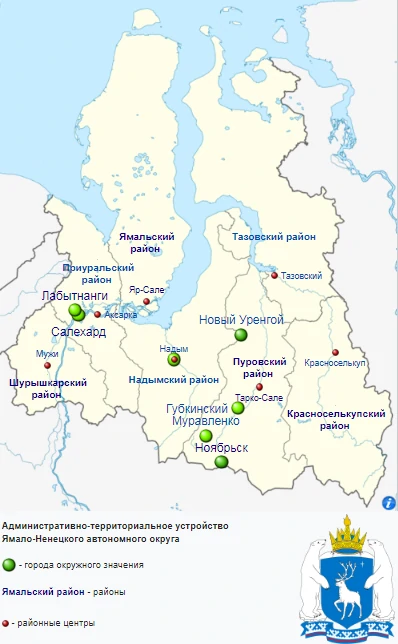 Ямальский
район
Тазовский район
Приуральский
район
Тазовский
Яр-Сале
Лабытнанги
Аксарка
Новый Уренгой
Салехард
Мужи
Надым
Красноселькуп
Пуровский
район
Шурышкарский
район
Надымский район
Тарко-Сале
Губкинский
Муравленко
Красноселькупский
район
Ноябрьск
i
Административно-территориальное устройство
Ямало-Ненецкого автономного округа
- города окружного значения
Ямальский район - районы
- районные центры